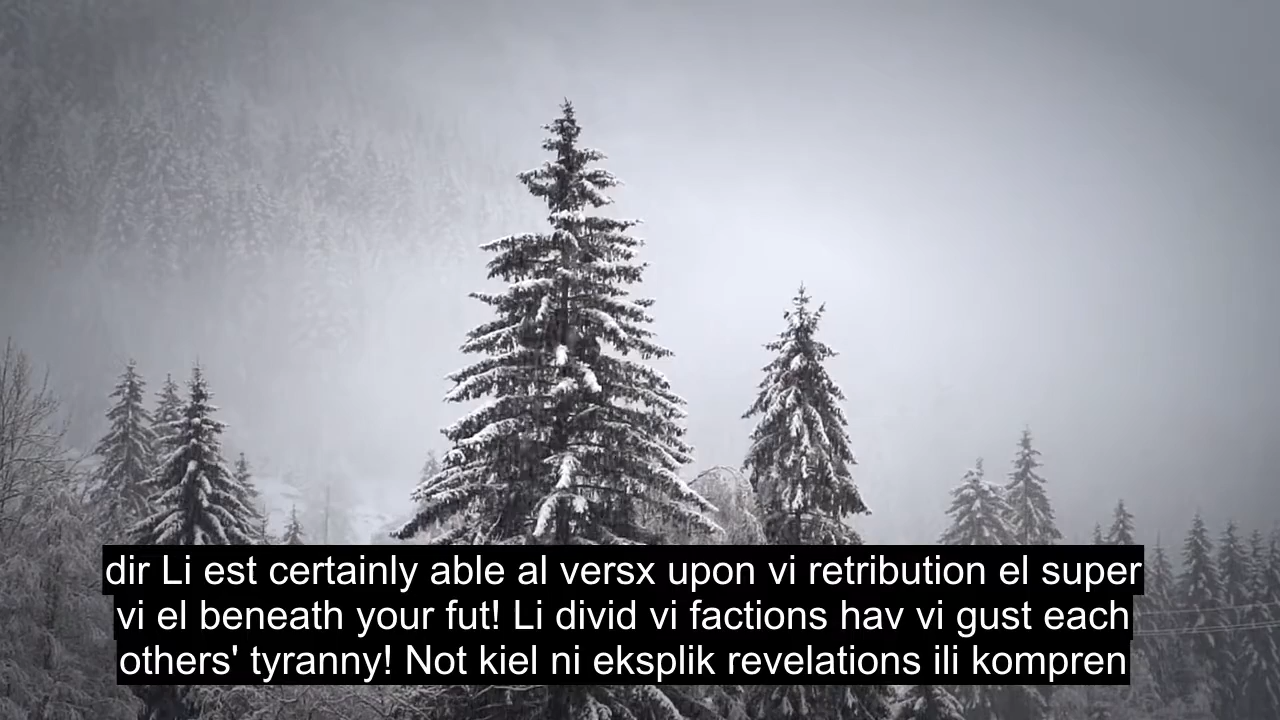 dir Li est certainly able al versx upon vi retribution el super
vi el beneath your fut! Li divid vi factions hav vi gust each
others' tyranny! Not kiel ni eksplik revelations ili kompren